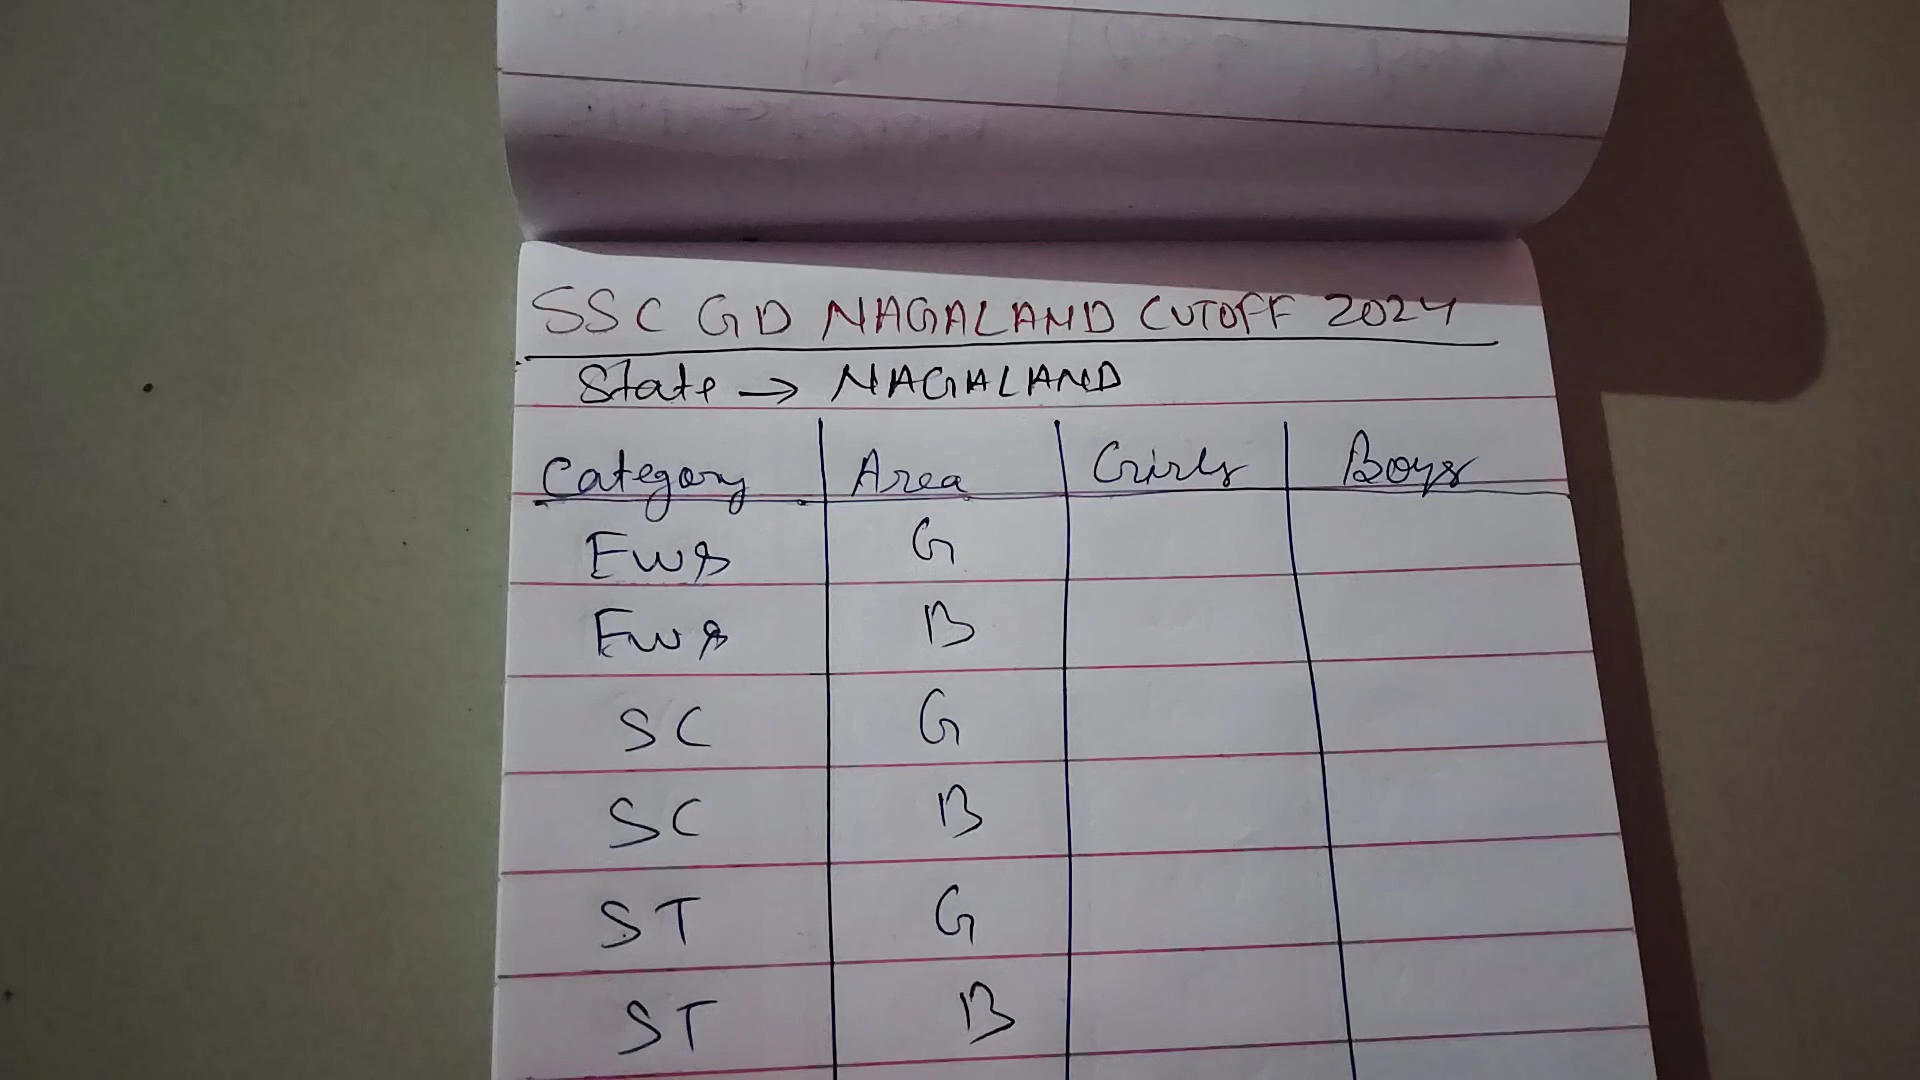 SSC GD NAGALAND CUTOFF 2024
State → NAGALAND
Category Area Girls Boys
EWS G
EWS B
SC G
SC B
ST G
ST B